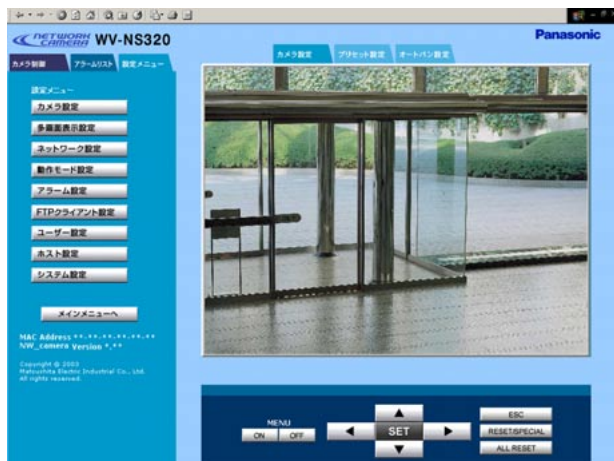 NETWORK CAMERA WV-NS320
Panasonic
カメラ制御 アラームリスト 設定メニュー
カメラ設定 プリセット設定 オートパン設定
設定メニュー
カメラ設定
多画面表示設定
ネットワーク設定
動作モード設定
アラーム設定
FTPクライアント設定
ユーザー設定
ホスト設定
システム設定
メインメニューへ
MAC Address **.**.**.**.**.**
NW_camera Version *.**
Copyright © 2003
Matsushita Electric Industrial Co., Ltd.
All rights reserved.
MENU
ON OFF
SET
ESC
RESET/SPECIAL
ALL RESET